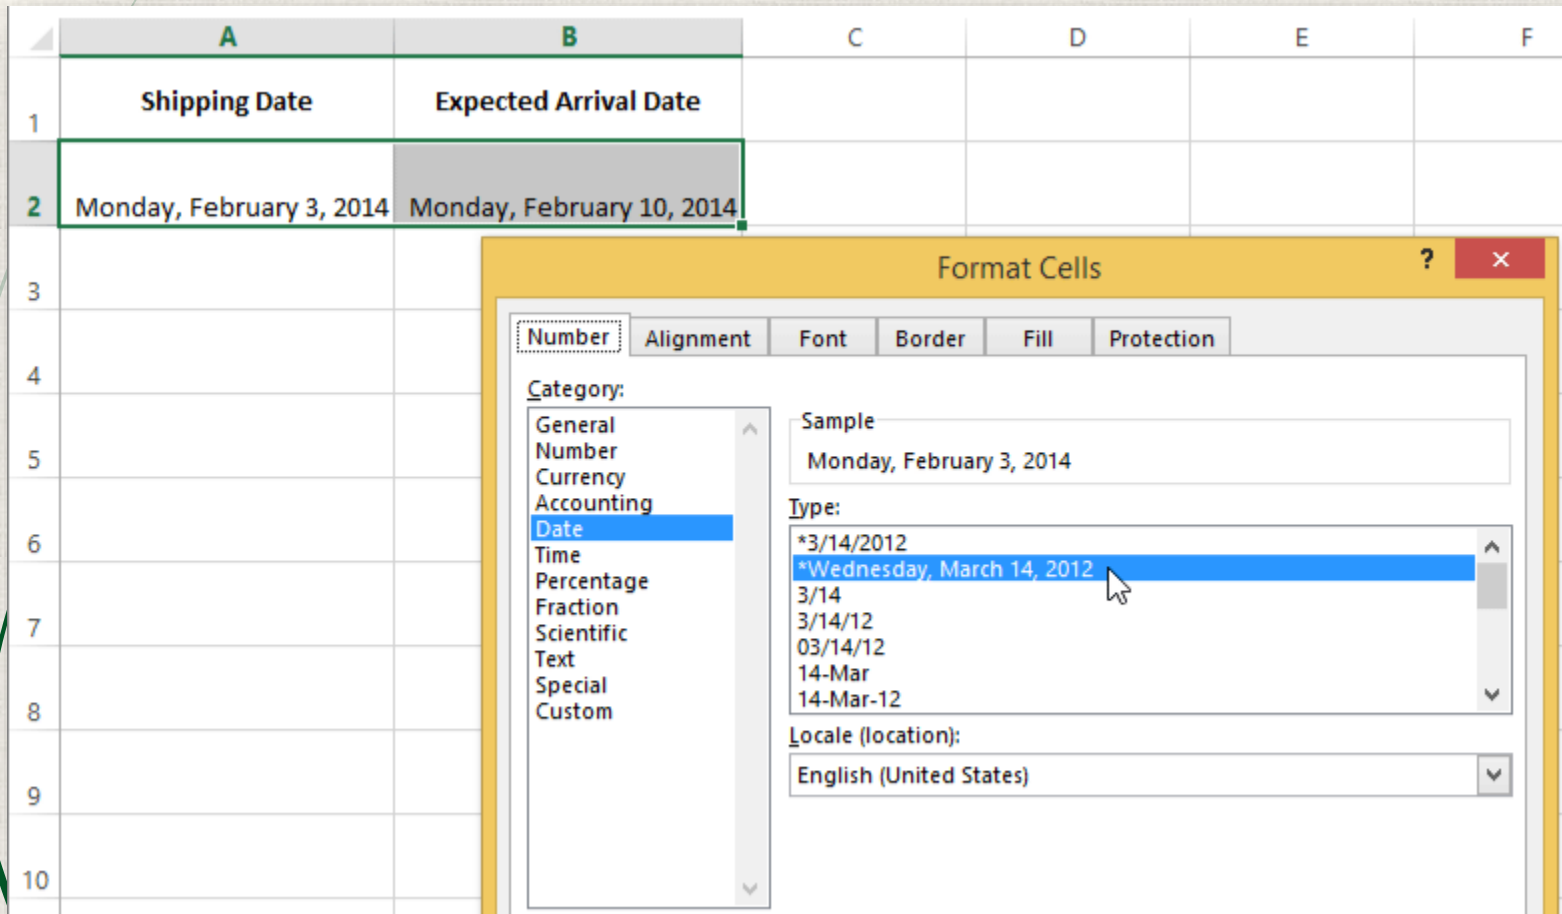 A B C D E F
1 Shipping Date Expected Arrival Date
2 Monday, February 3, 2014 Monday, February 10, 2014
3
4
5
6
7
8
9
10
Format Cells ? ×
Number Alignment Font Border Fill Protection
Category:
General
Number
Currency
Accounting
Date
Time
Percentage
Fraction
Scientific
Text
Special
Custom
Sample
Monday, February 3, 2014
Type:
*3/14/2012
*Wednesday, March 14, 2012
3/14
3/14/12
03/14/12
14-Mar
14-Mar-12
Locale (location):
English (United States)